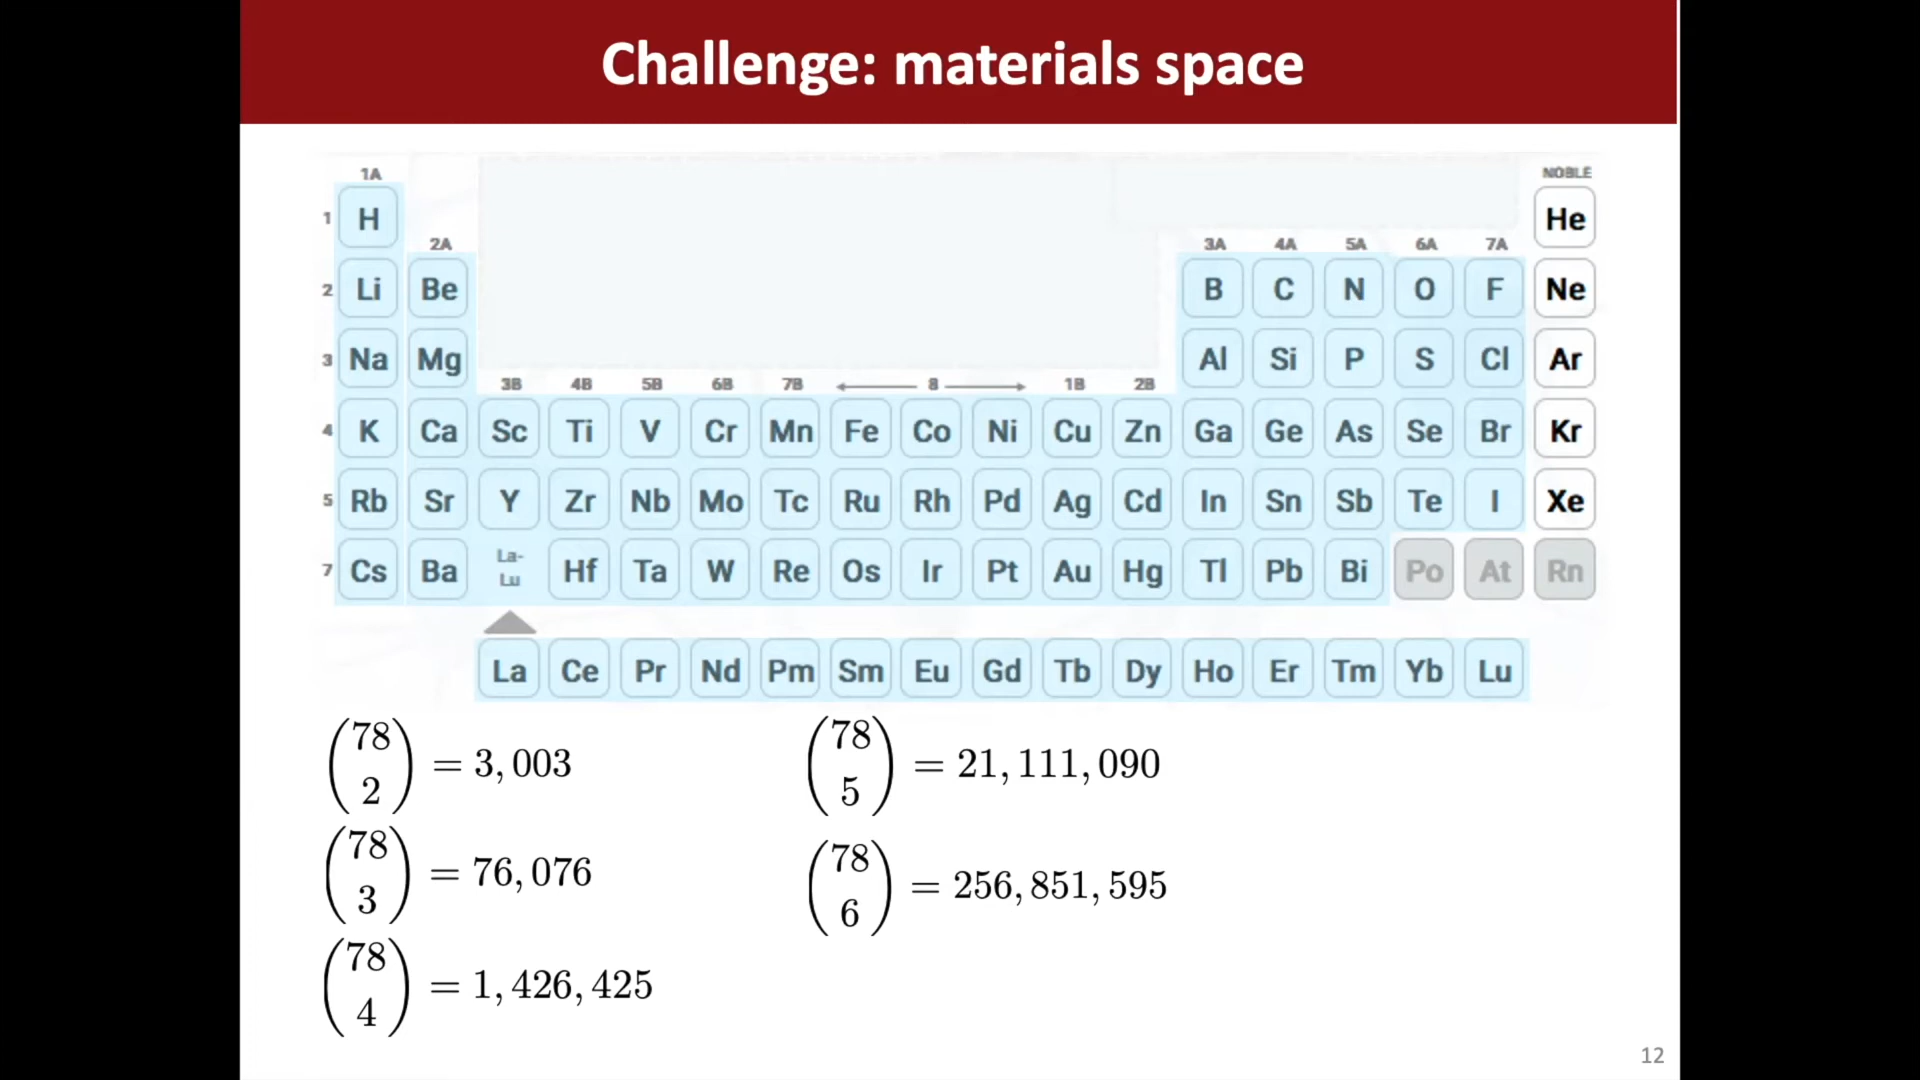 Challenge: materials space
1A NOBLE
1 H He
2A 3A 4A 5A 6A 7A
2 Li Be B C N O F Ne
3 Na Mg Al Si P S Cl Ar
3B 4B 5B 6B 7B 8 1B 2B
4 K Ca Sc Ti V Cr Mn Fe Co Ni Cu Zn Ga Ge As Se Br Kr
5 Rb Sr Y Zr Nb Mo Tc Ru Rh Pd Ag Cd In Sn Sb Te I Xe
7 Cs Ba La-Lu Hf Ta W Re Os Ir Pt Au Hg Tl Pb Bi Po At Rn
La Ce Pr Nd Pm Sm Eu Gd Tb Dy Ho Er Tm Yb Lu
(78 2) = 3,003
(78 3) = 76,076
(78 4) = 1,426,425
(78 5) = 21,111,090
(78 6) = 256,851,595
12